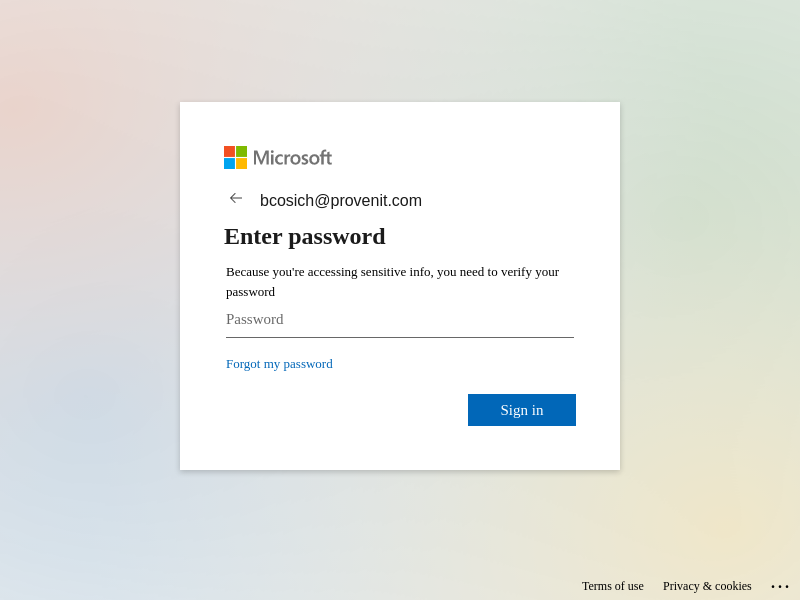 Microsoft
bcosich@provenit.com
Enter password
Because you're accessing sensitive info, you need to verify your
password
Password
Forgot my password
Sign in
Terms of use Privacy & cookies ...